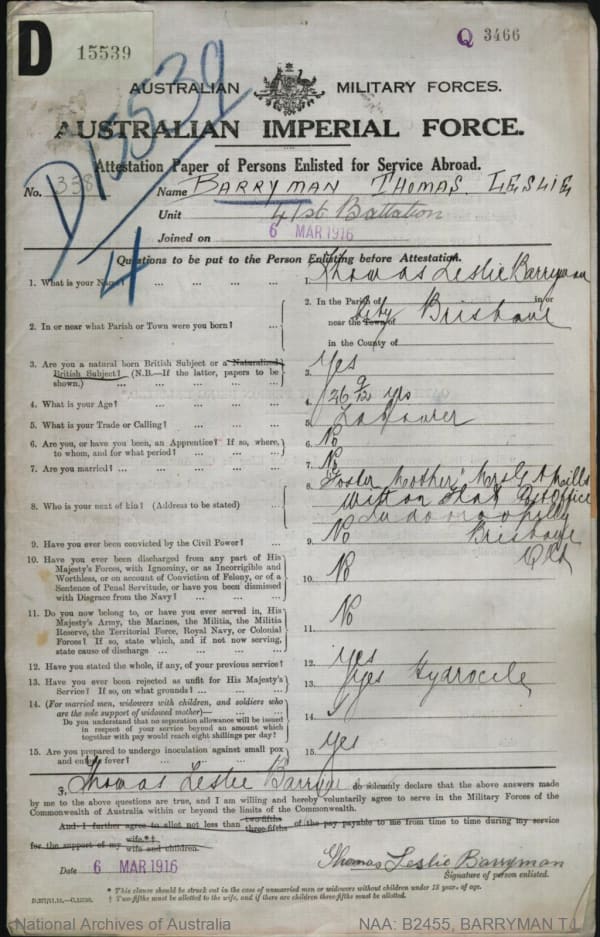 D 15539
Q 3466
D15539/4
AUSTRALIAN MILITARY FORCES.
AUSTRALIAN IMPERIAL FORCE.
Attestation Paper of Persons Enlisted for Service Abroad.
No. 358 Name BARRYMAN THOMAS. LESLIE
Unit 41st Battalion
Joined on 6 MAR 1916
Questions to be put to the Person Enlisting before Attestation.
1. What is your Name? ... ... ... ... 1. Thomas Leslie Barryman
2. In or near what Parish or Town were you born? ... 2. In the Parish of in or
near the Town of City Brisbane
in the County of
3. Are you a natural born British Subject or a Naturalized
British Subject? (N.B.—If the latter, papers to be
shown.) ... ... ... ... 3. Yes
4. What is your Age? ... ... ... ... 4. 26 9/12 yrs
5. What is your Trade or Calling? ... ... ... 5. Labourer
6. Are you, or have you been, an Apprentice? If so, where,
to whom, and for what period? ... ... ... 6. No
7. Are you married? ... ... ... ... 7. No
8. Who is your next of kin? (Address to be stated) ... 8. Foster Mother Mrs Mills
Post Office
Indooroopilly
Brisbane
Qld
9. Have you ever been convicted by the Civil Power? ... 9. No
10. Have you ever been discharged from any part of His
Majesty's Forces, with Ignominy, or as Incorrigible and
Worthless, or on account of Conviction of Felony, or of a
Sentence of Penal Servitude, or have you been dismissed
with Disgrace from the Navy? ... ... 10. No
11. Do you now belong to, or have you ever served in, His
Majesty's Army, the Marines, the Militia, the Militia
Reserve, the Territorial Force, Royal Navy, or Colonial
Forces? If so, state which, and if not now serving,
state cause of discharge ... ... ... 11. No
12. Have you stated the whole, if any, of your previous service? 12. Yes
13. Have you ever been rejected as unfit for His Majesty's
Service? If so, on what grounds? ... ... 13. Yes Hydrocile
14. (For married men, widowers with children, and soldiers who
are the sole support of widowed mother)—
Do you understand that no separation allowance will be issued
in respect of your service beyond an amount which
together with pay would reach eight shillings per day? ... 14.
15. Are you prepared to undergo inoculation against small pox
and enteric fever? ... ... ... 15. Yes
I, Thomas Leslie Barryman do solemnly declare that the above answers made
by me to the above questions are true, and I am willing and hereby voluntarily agree to serve in the Military Forces of the
Commonwealth of Australia within or beyond the limits of the Commonwealth.
And I further agree to allot not less than two-fifths three-fifths of the pay payable to me from time to time during my service
for the support of my wife.*† wife and children.
Date 6 MAR 1916 Thomas Leslie Barryman
Signature of person enlisted.
* This clause should be struck out in the case of unmarried men or widowers without children under 18 year of age.
† Two-fifths must be allotted to the wife, and if there are children three-fifths must be allotted.
National Archives of Australia NAA: B2455, BARRYMAN T L